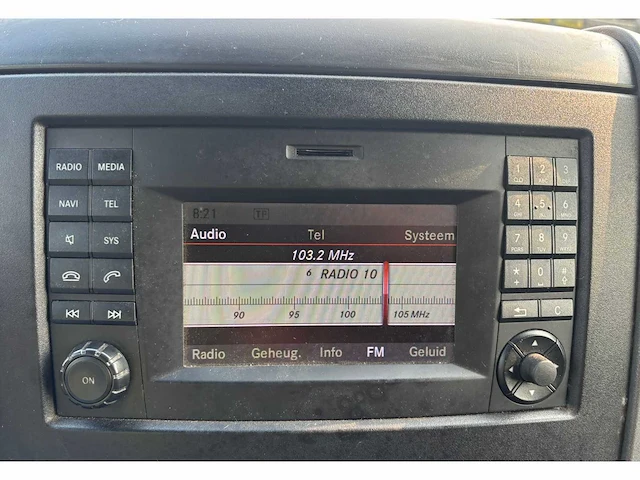 RADIO MEDIA
NAVI TEL
SYS
ON
8:21 TP
Audio Tel Systeem
103.2 MHz
6 RADIO 10
90 95 100 105 MHz
Radio Geheug. Info FM Geluid
1 2 3
4 5 6
7 8 9
* 0 #
C